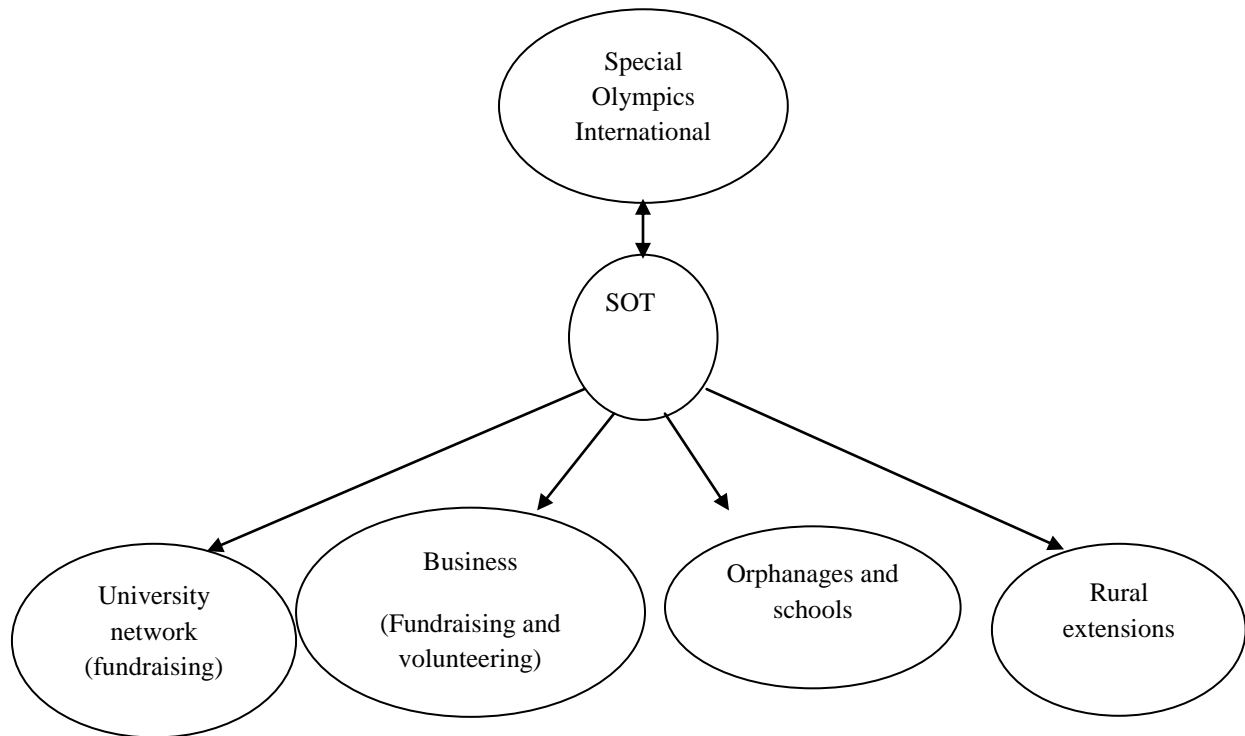 Special
Olympics
International
SOT
University
network
(fundraising)
Business
(Fundraising and
volunteering)
Orphanages and
schools
Rural
extensions